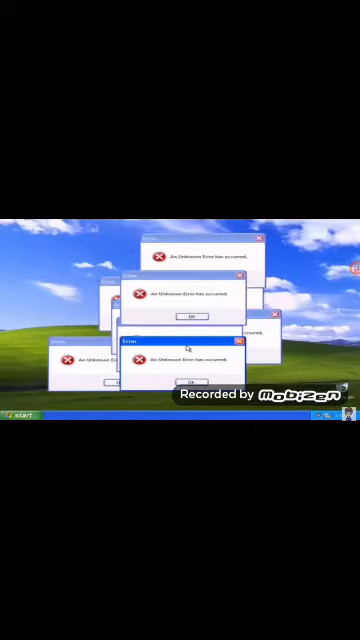 Error
An Unknown Error has occurred.
Error
An Unknown Error has occurred.
OK
Error
An Unknown Error has occurred.
OK
Error
An Unknown Error has occurred.
Recorded by mobizen
start